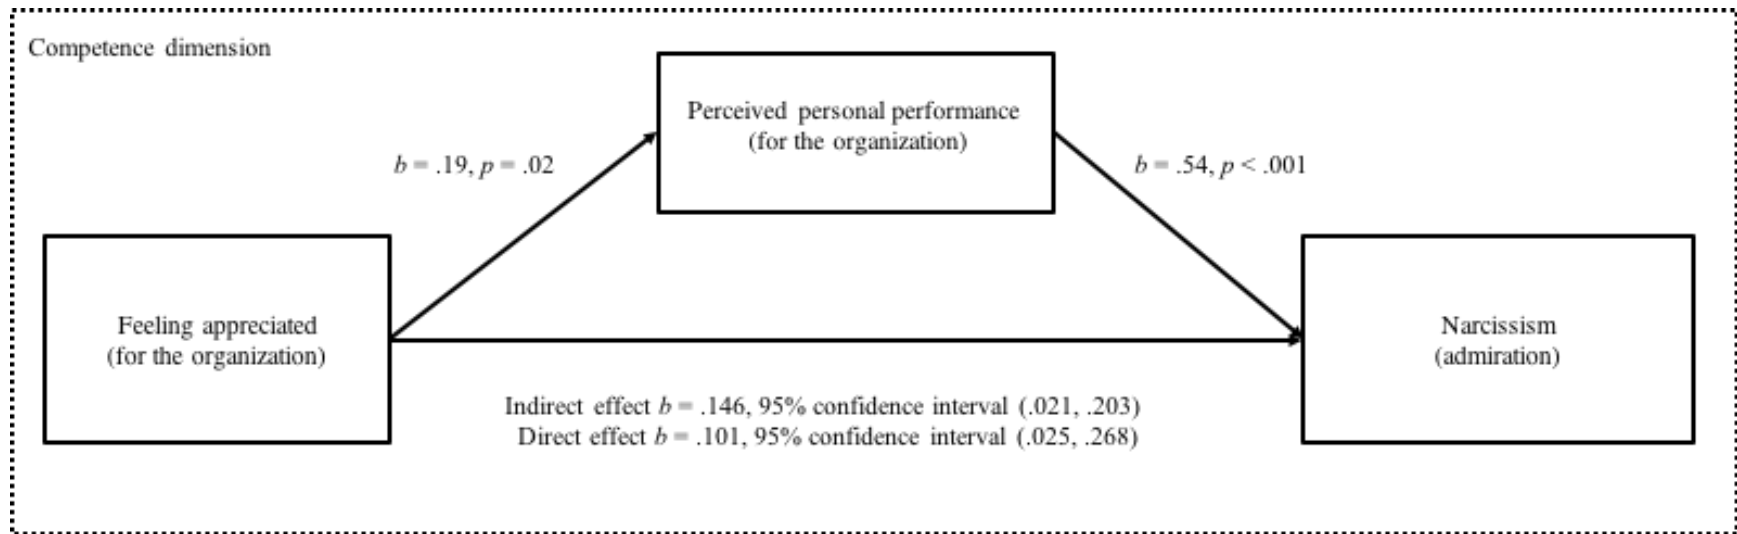 Competence dimension
Perceived personal performance
(for the organization)
b = .19, p = .02
b = .54, p < .001
Feeling appreciated
(for the organization)
Narcissism
(admiration)
Indirect effect b = .146, 95% confidence interval (.021, .203)
Direct effect b = .101, 95% confidence interval (.025, .268)